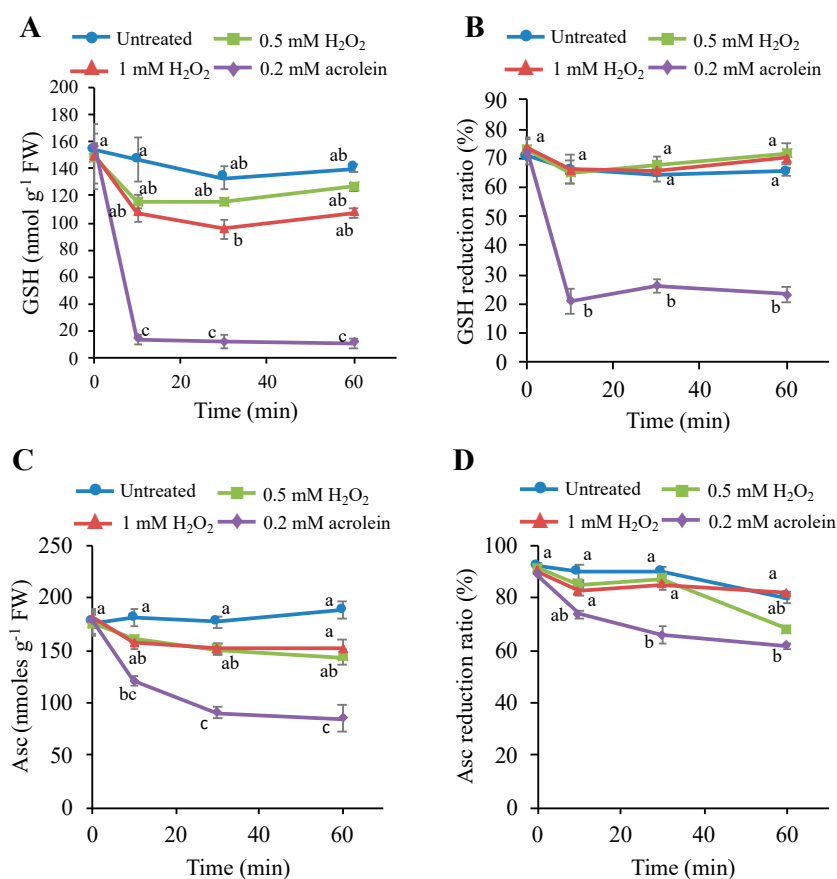 A
Untreated
0.5 mM H₂O₂
1 mM H₂O₂
0.2 mM acrolein
200
180
160
140
120
100
80
60
40
20
0
GSH (nmol g⁻¹ FW)
a
a
ab
ab
ab
ab
ab
ab
b
ab
c
c
c
0
20
40
60
Time (min)
B
Untreated
0.5 mM H₂O₂
1 mM H₂O₂
0.2 mM acrolein
90
80
70
60
50
40
30
20
10
0
GSH reduction ratio (%)
a
a
a
a
a
a
b
b
b
0
20
40
60
Time (min)
C
Untreated
0.5 mM H₂O₂
1 mM H₂O₂
0.2 mM acrolein
250
200
150
100
50
0
Asc (nmoles g⁻¹ FW)
a
a
a
a
a
ab
ab
ab
bc
c
c
0
20
40
60
Time (min)
D
Untreated
0.5 mM H₂O₂
1 mM H₂O₂
0.2 mM acrolein
100
80
60
40
20
0
Asc reduction ratio (%)
a
a
a
a
a
a
ab
ab
b
b
0
20
40
60
Time (min)